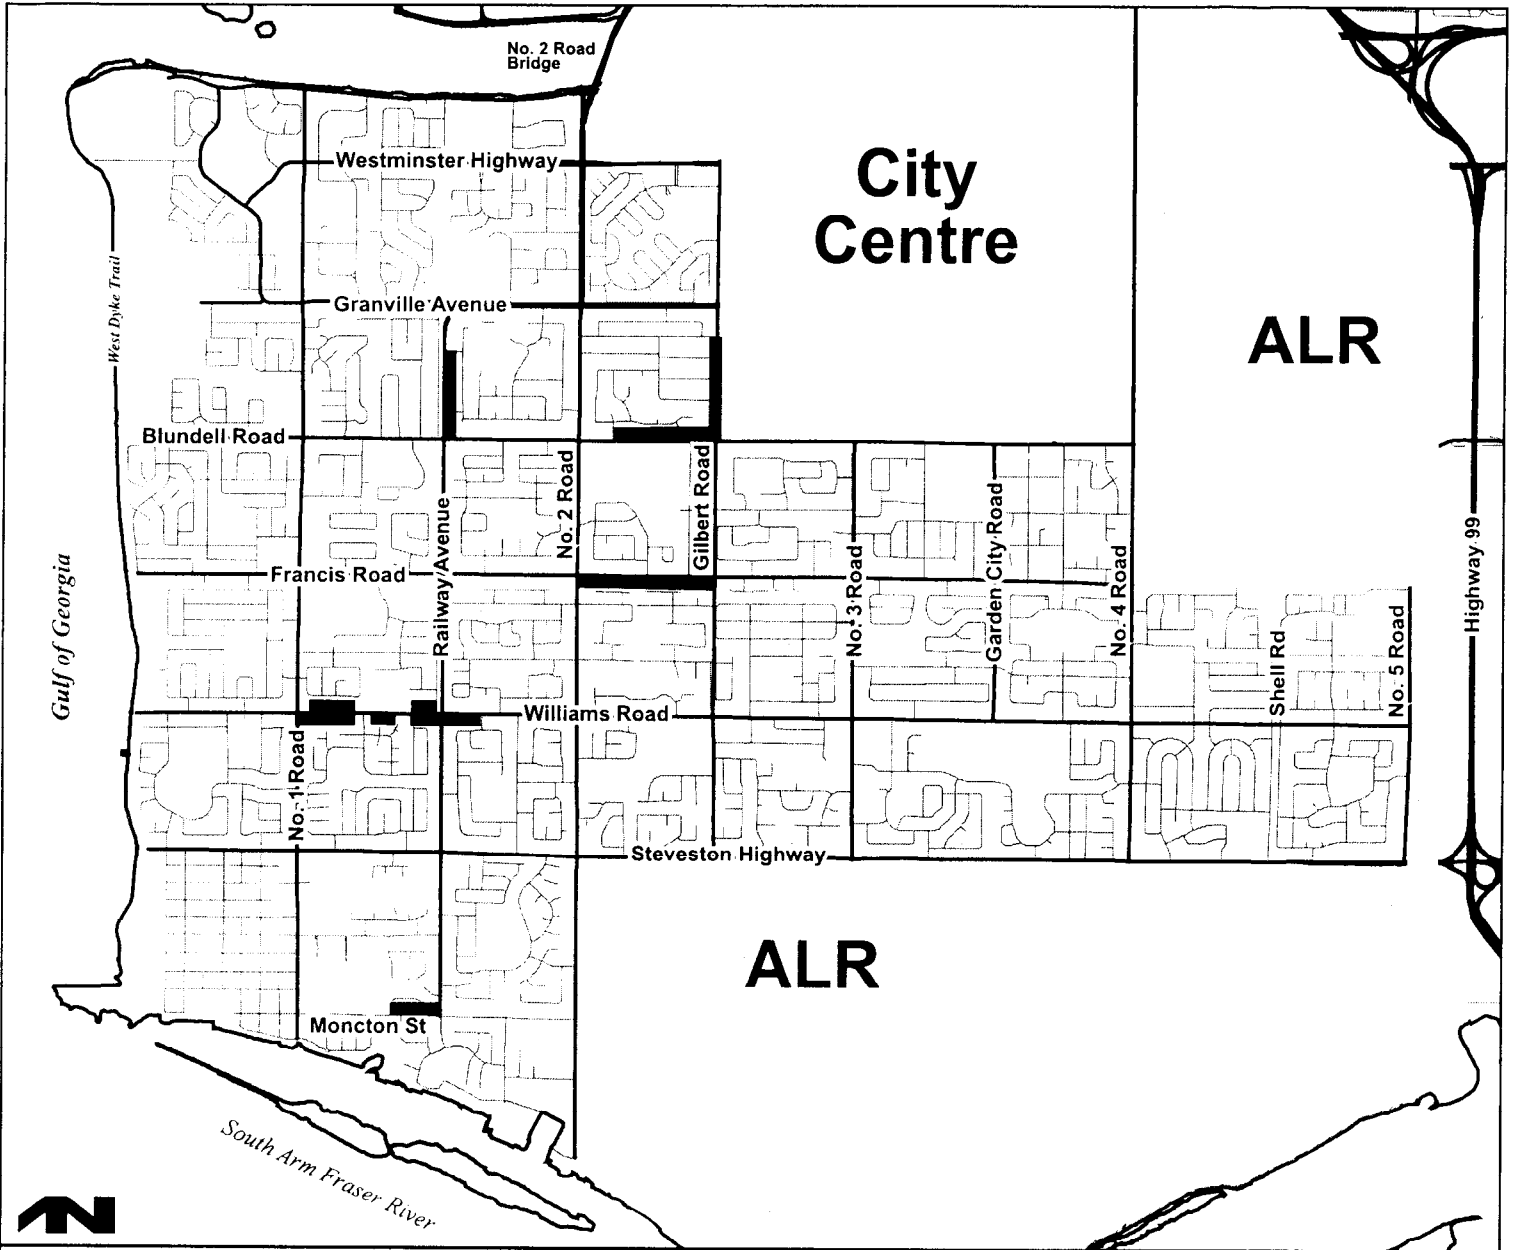 No. 2 Road
Bridge
Westminster Highway
City
Centre
West Dyke Trail
Granville Avenue
ALR
Blundell Road
No. 2 Road
Gilbert Road
Railway Avenue
Garden City Road
Highway 99
Gulf of Georgia
Francis Road
No. 3 Road
No. 4 Road
Shell Rd
No. 5 Road
Williams Road
No. 1 Road
Steveston Highway
ALR
Moncton St
South Arm Fraser River
N